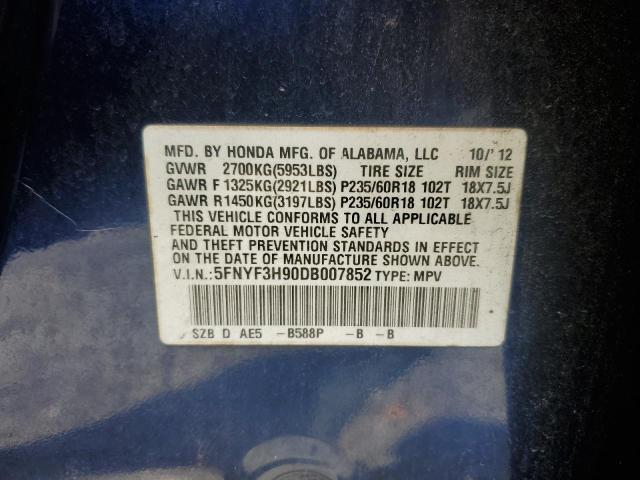 MFD. BY HONDA MFG. OF ALABAMA, LLC 10/'12
GVWR 2700KG(5953LBS) TIRE SIZE RIM SIZE
GAWR F 1325KG(2921LBS) P235/60R18 102T 18X7.5J
GAWR R 1450KG(3197LBS) P235/60R18 102T 18X7.5J
THIS VEHICLE CONFORMS TO ALL APPLICABLE
FEDERAL MOTOR VEHICLE SAFETY
AND THEFT PREVENTION STANDARDS IN EFFECT
ON THE DATE OF MANUFACTURE SHOWN ABOVE.
V.I.N.: 5FNYF3H90DB007852 TYPE: MPV
SZB D AE5 -B588P -B -B